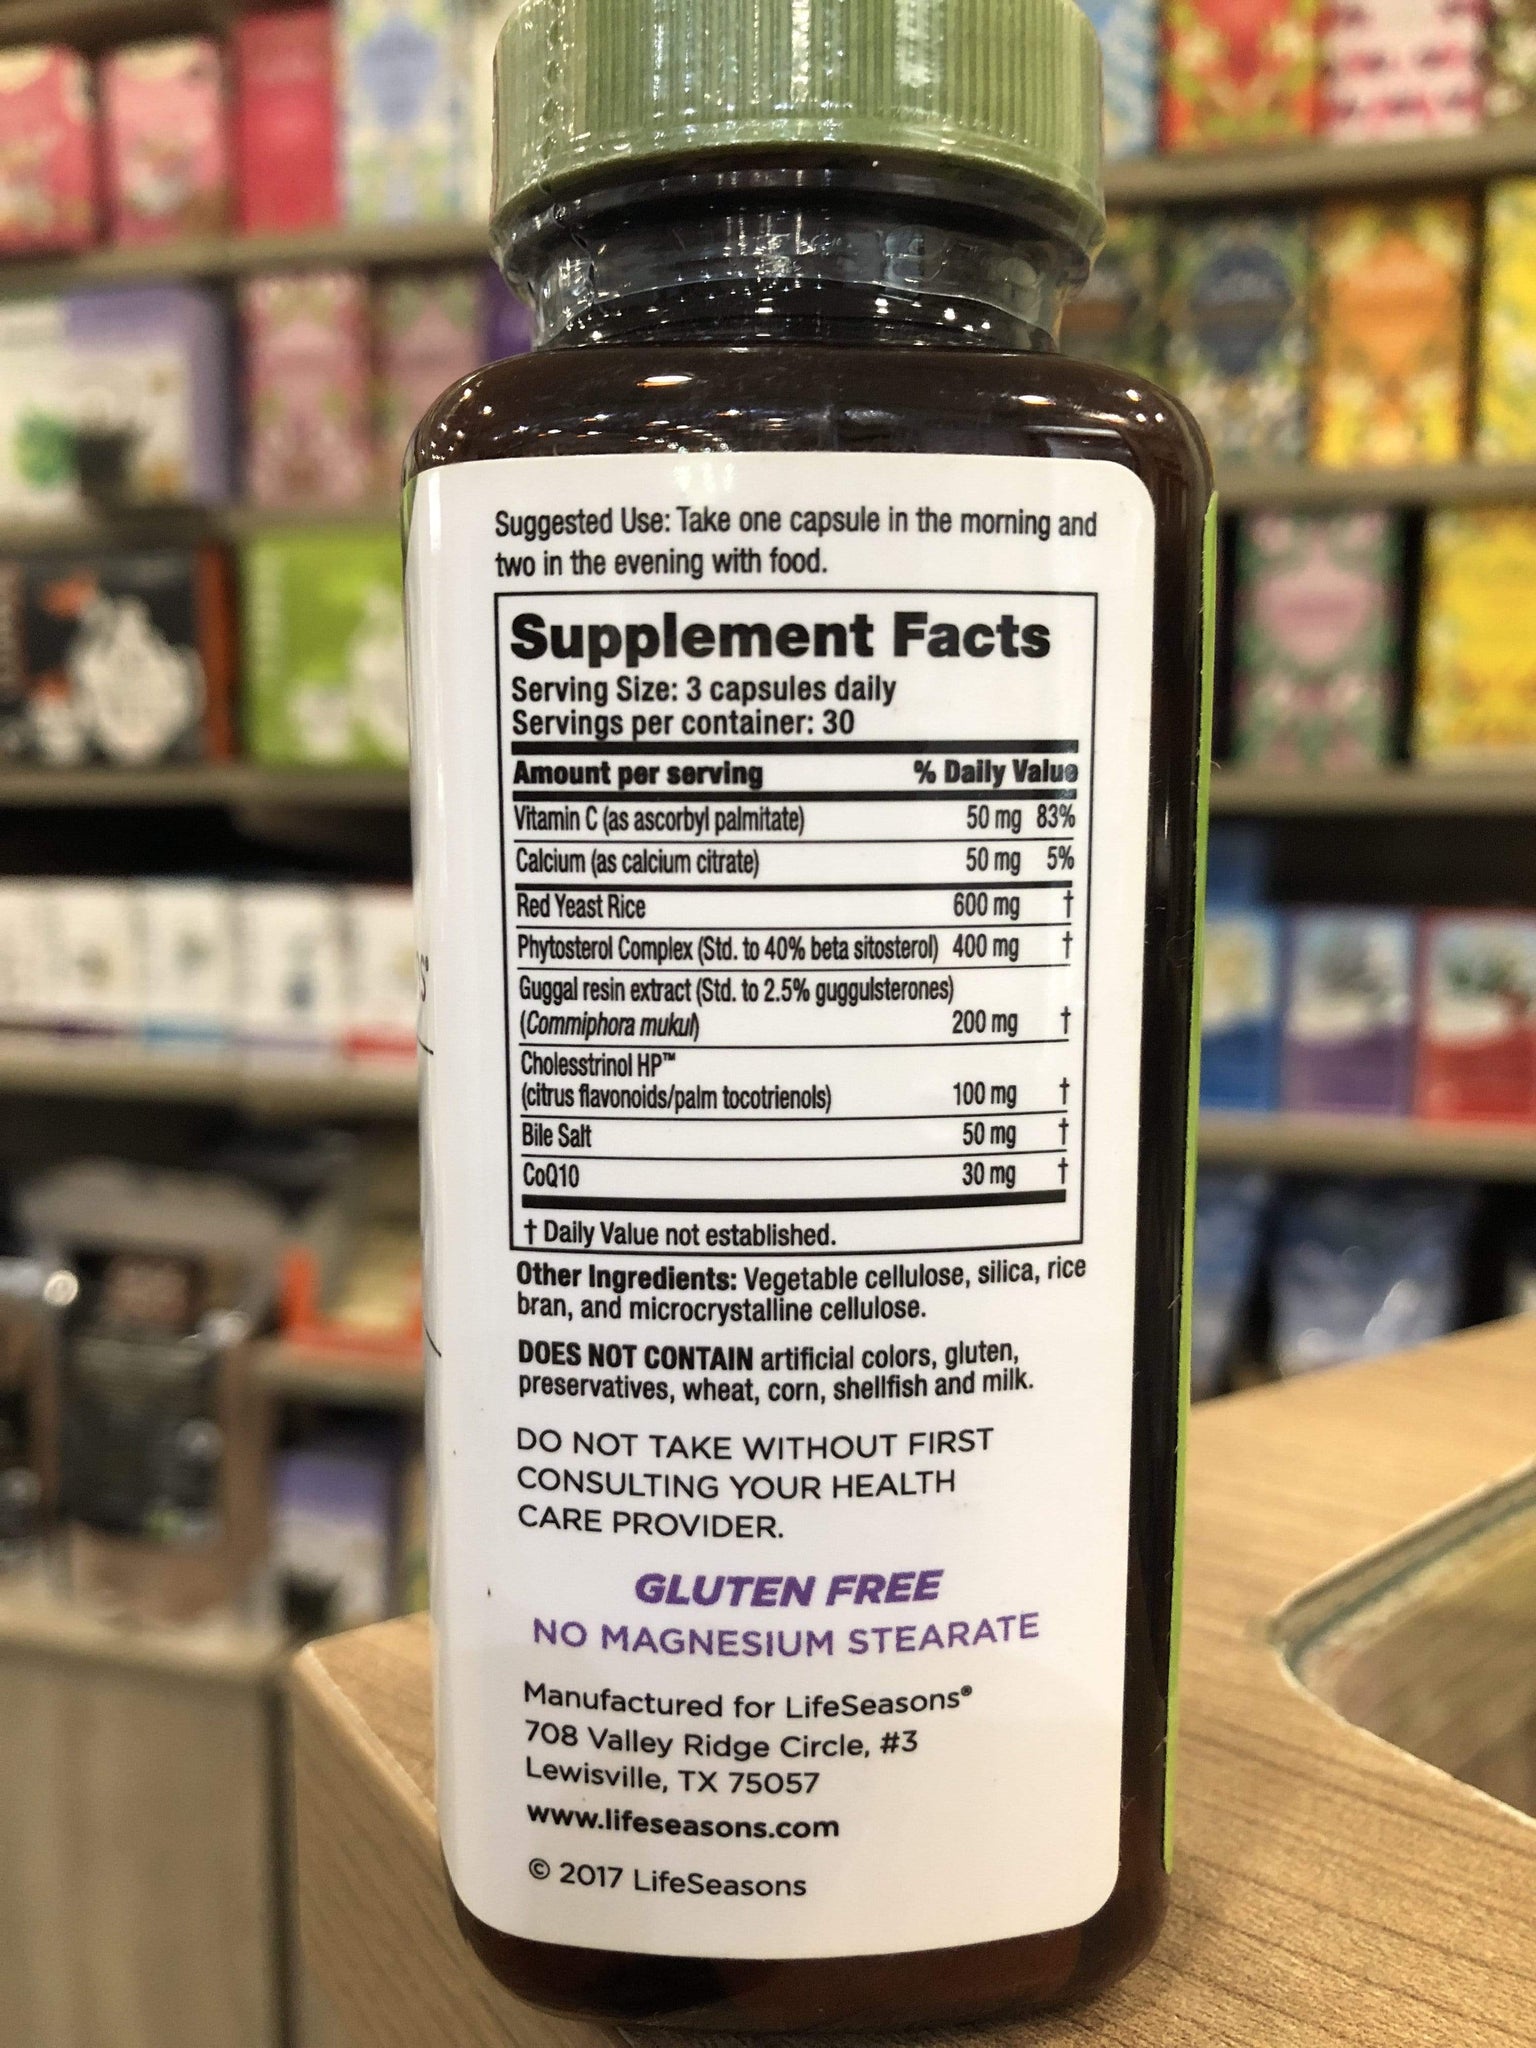 Suggested Use: Take one capsule in the morning and
two in the evening with food.
Supplement Facts
Serving Size: 3 capsules daily
Servings per container: 30
Amount per serving % Daily Value
Vitamin C (as ascorbyl palmitate) 50 mg 83%
Calcium (as calcium citrate) 50 mg 5%
Red Yeast Rice 600 mg †
Phytosterol Complex (Std. to 40% beta sitosterol) 400 mg †
Guggal resin extract (Std. to 2.5% guggulsterones)
(Commiphora mukul) 200 mg †
Cholesstrinol HP™
(citrus flavonoids/palm tocotrienols) 100 mg †
Bile Salt 50 mg †
CoQ10 30 mg †
† Daily Value not established.
Other Ingredients: Vegetable cellulose, silica, rice
bran, and microcrystalline cellulose.
DOES NOT CONTAIN artificial colors, gluten,
preservatives, wheat, corn, shellfish and milk.
DO NOT TAKE WITHOUT FIRST
CONSULTING YOUR HEALTH
CARE PROVIDER.
GLUTEN FREE
NO MAGNESIUM STEARATE
Manufactured for LifeSeasons®
708 Valley Ridge Circle, #3
Lewisville, TX 75057
www.lifeseasons.com
© 2017 LifeSeasons